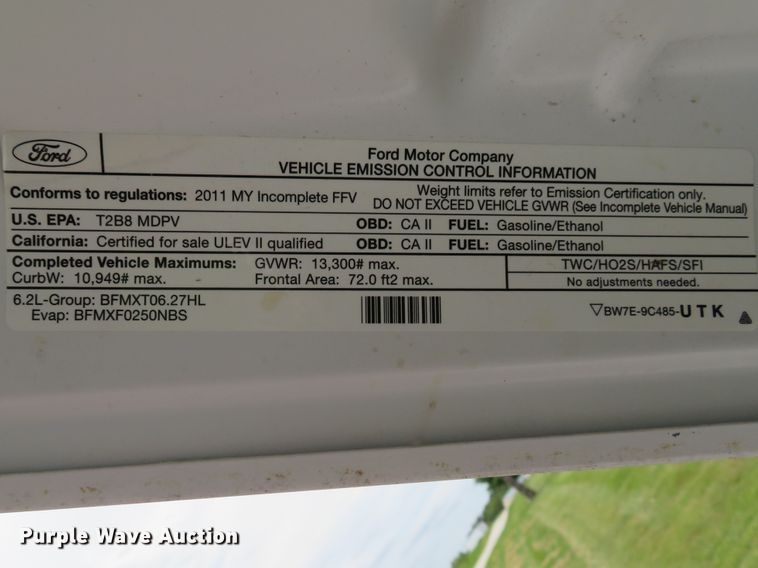 Ford
Ford Motor Company
VEHICLE EMISSION CONTROL INFORMATION
Conforms to regulations: 2011 MY Incomplete FFV
Weight limits refer to Emission Certification only.
DO NOT EXCEED VEHICLE GVWR (See Incomplete Vehicle Manual)
U.S. EPA: T2B8 MDPV OBD: CA II FUEL: Gasoline/Ethanol
California: Certified for sale ULEV II qualified OBD: CA II FUEL: Gasoline/Ethanol
Completed Vehicle Maximums: GVWR: 13,300# max.
CurbW: 10,949# max. Frontal Area: 72.0 ft2 max.
TWC/HO2S/HAFS/SFI
No adjustments needed.
6.2L-Group: BFMXT06.27HL
Evap: BFMXF0250NBS
BW7E-9C485-UTK
Purple Wave Auction